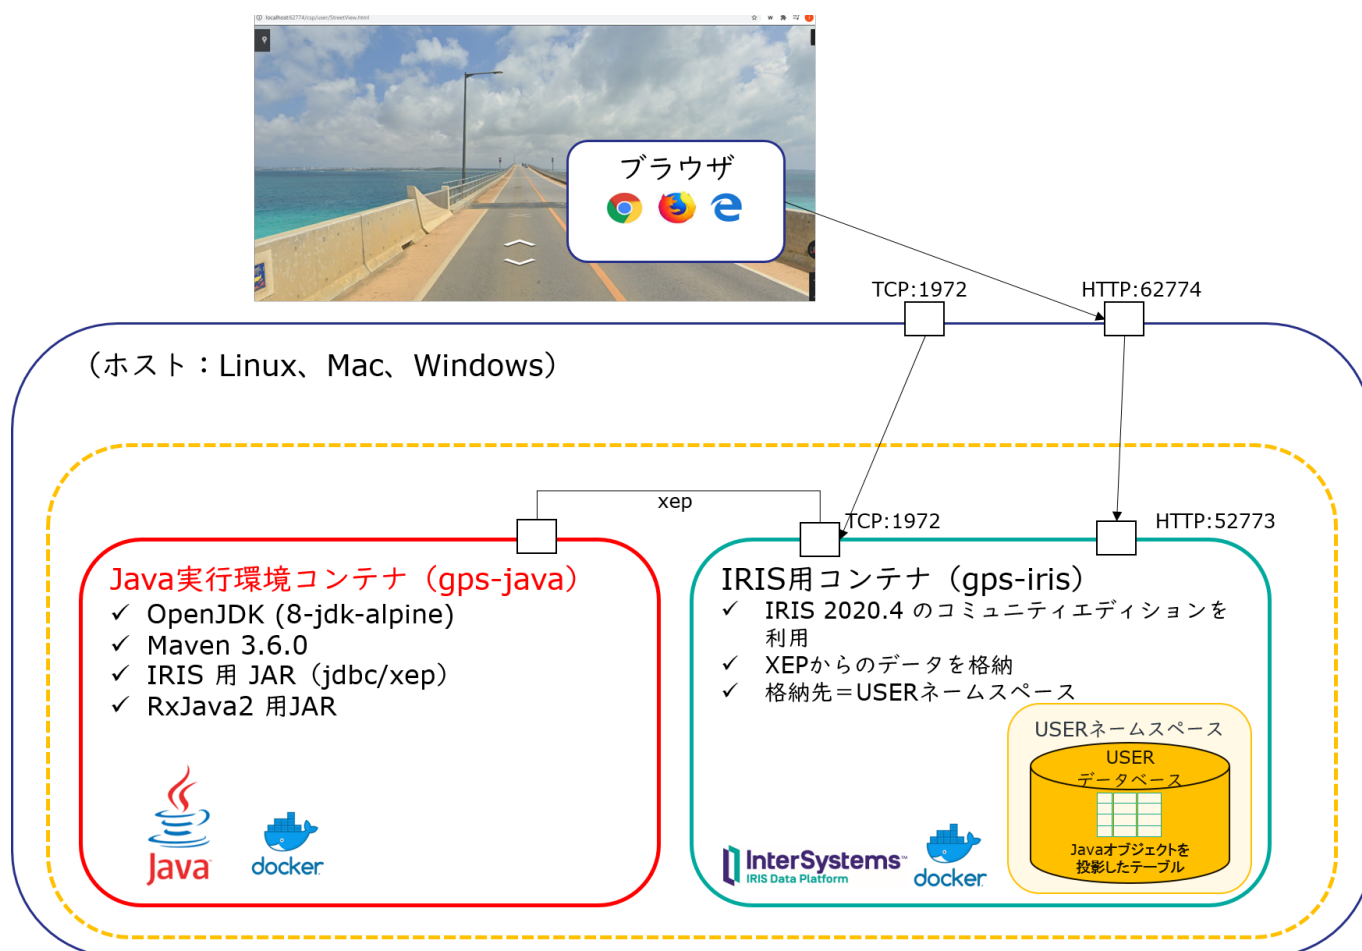 localhost:62774/csp/user/StreetView.html
ブラウザ
TCP:1972
HTTP:62774
（ホスト：Linux、Mac、Windows）
xep
TCP:1972
HTTP:52773
Java実行環境コンテナ（gps-java）
✓ OpenJDK (8-jdk-alpine)
✓ Maven 3.6.0
✓ IRIS 用 JAR（jdbc/xep）
✓ RxJava2 用JAR
Java
docker
IRIS用コンテナ（gps-iris）
✓ IRIS 2020.4 のコミュニティエディションを
利用
✓ XEPからのデータを格納
✓ 格納先＝USERネームスペース
USERネームスペース
USER
データベース
Javaオブジェクトを
投影したテーブル
InterSystems™
IRIS Data Platform
docker